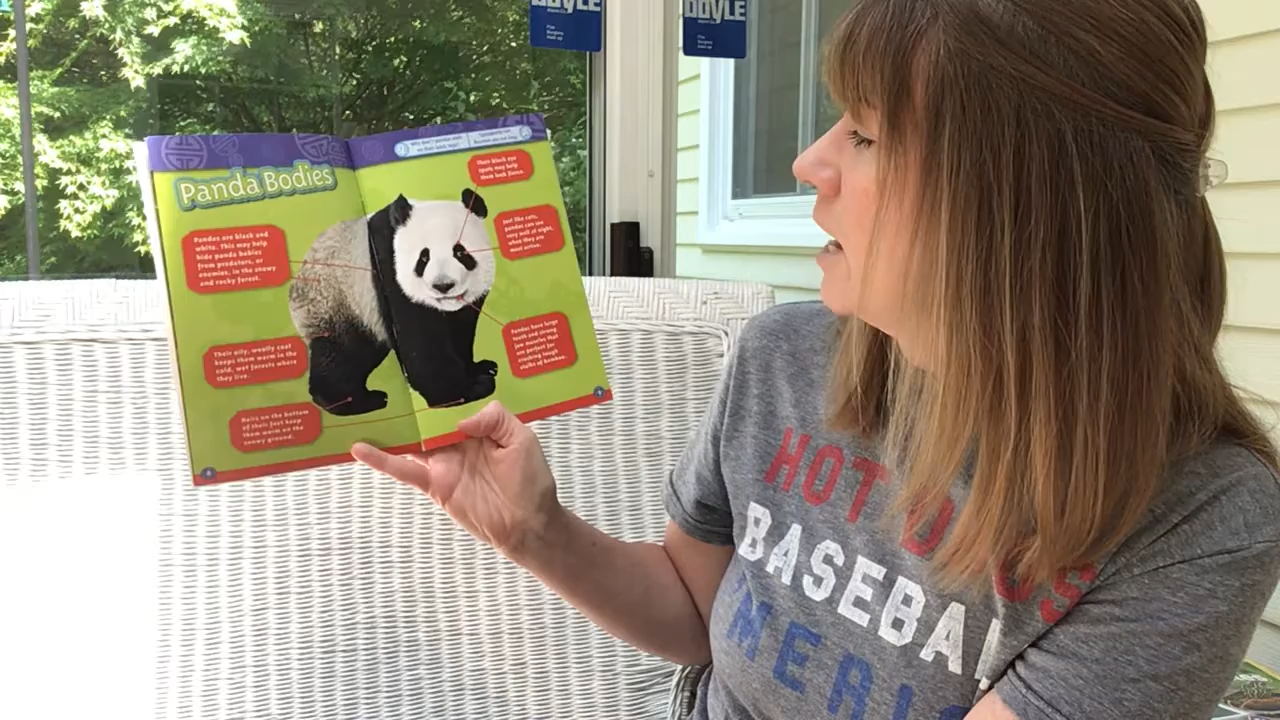 DOYLE
DOYLE
Panda Bodies
Why don't pandas
Their black eye
spots may help
them look fierce.
Pandas are black and
white. This may help
hide panda babies
from predators, or
enemies, in the snowy
and rocky forest.
Just like cats,
pandas can see
very well at night,
when they are
most active.
Pandas have large
teeth and strong
jaw muscles that
are perfect for
crushing tough
stalks of bamboo.
Their oily, woolly coat
keeps them warm in the
cold, wet forests where
they live.
Hairs on the bottom
of their feet keep
them warm on the
snowy ground.
HOT
BASEBA
'MERI